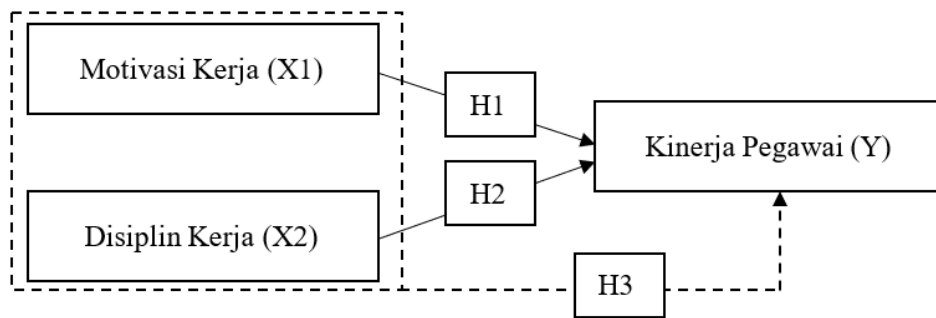 Motivasi Kerja (X1)
H1
Kinerja Pegawai (Y)
H2
Disiplin Kerja (X2)
H3